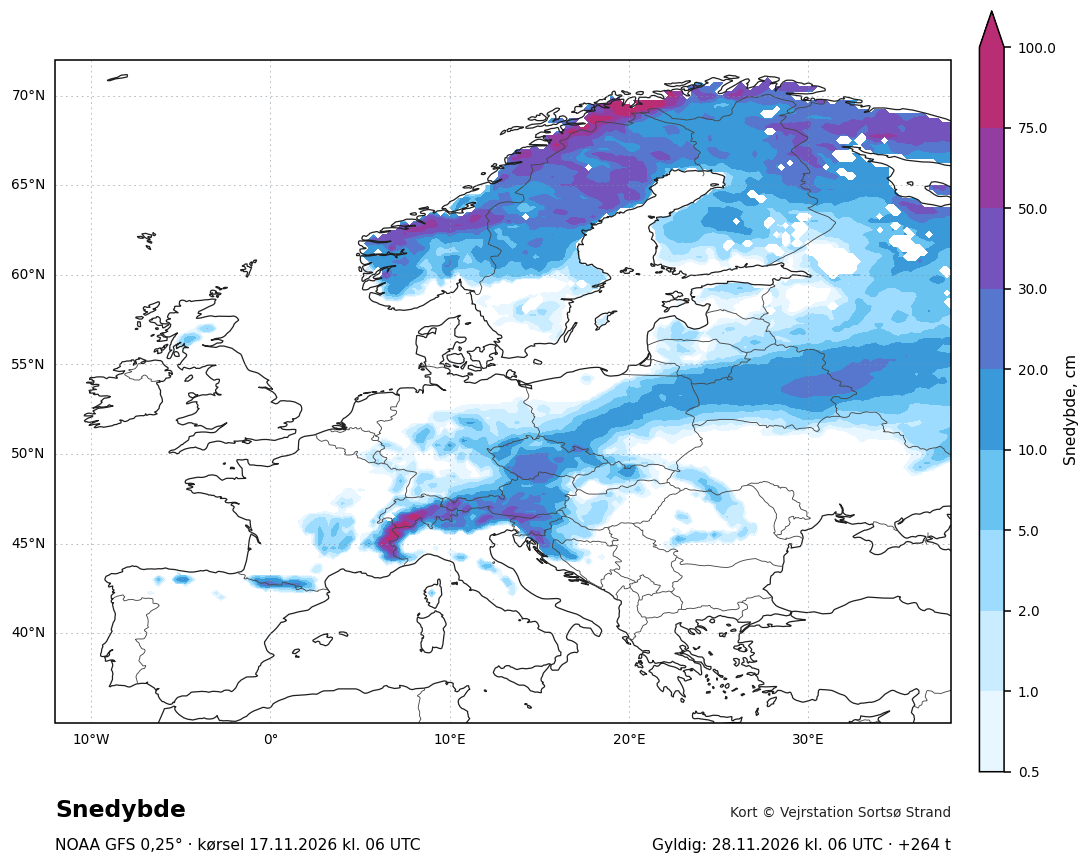 70°N
65°N
60°N
55°N
50°N
45°N
40°N
10°W
0°
10°E
20°E
30°E
100.0
75.0
50.0
30.0
20.0
10.0
5.0
2.0
1.0
0.5
Snedybde, cm
Snedybde
Kort © Vejrstation Sortsø Strand
NOAA GFS 0,25° · kørsel 17.11.2026 kl. 06 UTC
Gyldig: 28.11.2026 kl. 06 UTC · +264 t